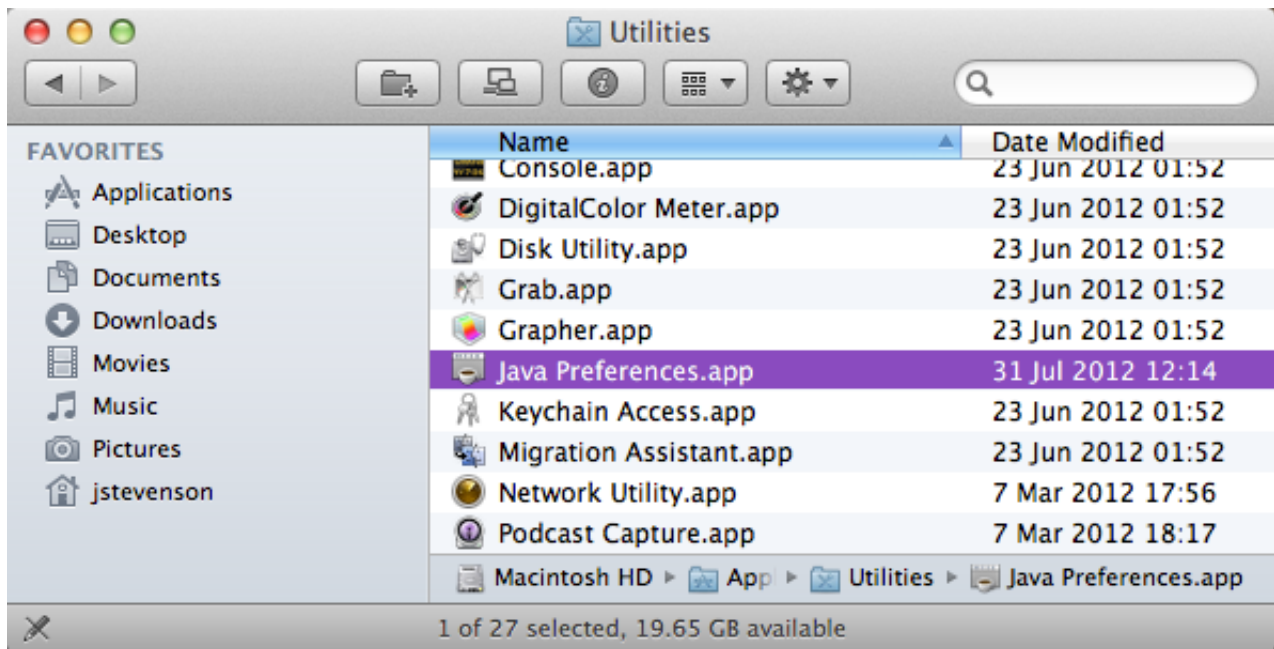 Utilities
FAVORITES
Applications
Desktop
Documents
Downloads
Movies
Music
Pictures
jstevenson
Name Date Modified
Console.app 23 Jun 2012 01:52
DigitalColor Meter.app 23 Jun 2012 01:52
Disk Utility.app 23 Jun 2012 01:52
Grab.app 23 Jun 2012 01:52
Grapher.app 23 Jun 2012 01:52
Java Preferences.app 31 Jul 2012 12:14
Keychain Access.app 23 Jun 2012 01:52
Migration Assistant.app 23 Jun 2012 01:52
Network Utility.app 7 Mar 2012 17:56
Podcast Capture.app 7 Mar 2012 18:17
Macintosh HD App Utilities Java Preferences.app
1 of 27 selected, 19.65 GB available